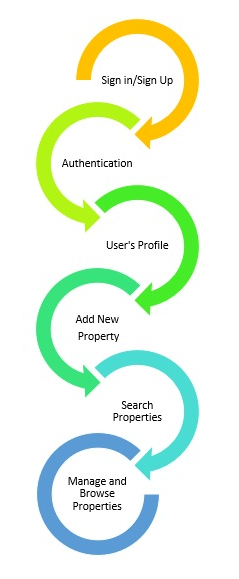 Sign in/Sign Up
Authentication
User's Profile
Add New
Property
Search
Properties
Manage and
Browse
Properties